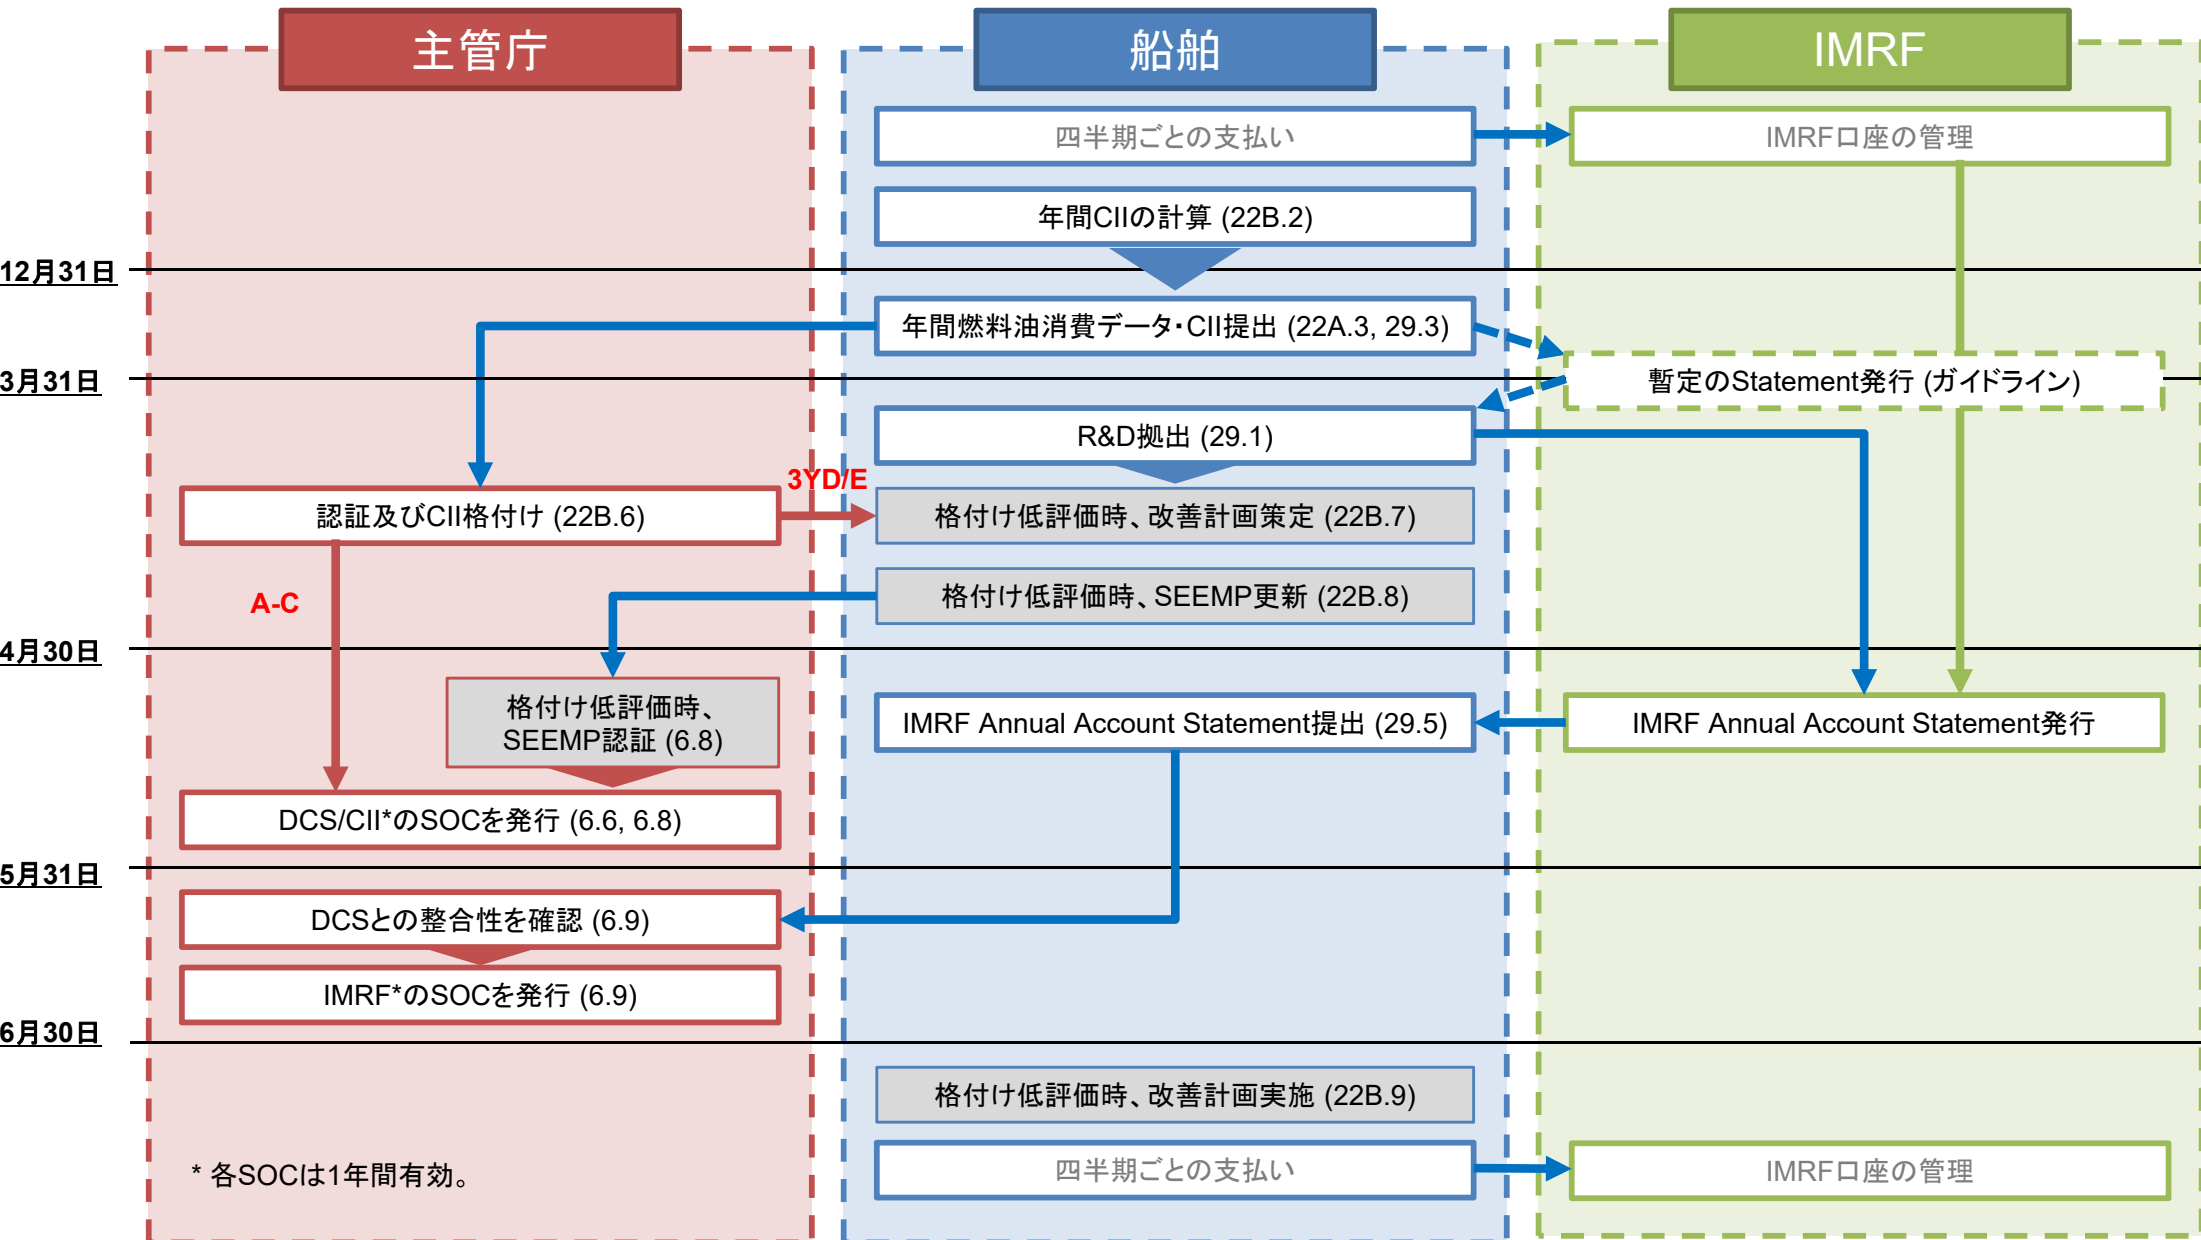 主管庁
船舶
IMRF
四半期ごとの支払い
IMRF口座の管理
年間CIIの計算 (22B.2)
12月31日
年間燃料油消費データ・CII提出 (22A.3, 29.3)
3月31日
暫定のStatement発行 (ガイドライン)
R&D拠出 (29.1)
3YD/E
認証及びCII格付け (22B.6)
格付け低評価時、改善計画策定 (22B.7)
A-C
格付け低評価時、SEEMP更新 (22B.8)
4月30日
格付け低評価時、
SEEMP認証 (6.8)
IMRF Annual Account Statement提出 (29.5)
IMRF Annual Account Statement発行
DCS/CII*のSOCを発行 (6.6, 6.8)
5月31日
DCSとの整合性を確認 (6.9)
IMRF*のSOCを発行 (6.9)
6月30日
格付け低評価時、改善計画実施 (22B.9)
* 各SOCは1年間有効。
四半期ごとの支払い
IMRF口座の管理